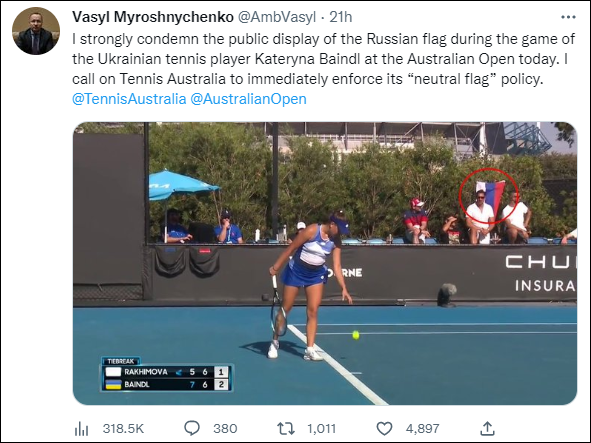 Vasyl Myroshnychenko @AmbVasyl · 21h
I strongly condemn the public display of the Russian flag during the game of
the Ukrainian tennis player Kateryna Baindl at the Australian Open today. I
call on Tennis Australia to immediately enforce its “neutral flag” policy.
@TennisAustralia @AustralianOpen
OURNE
CHU
INSURA
TIEBREAK
RAKHIMOVA 5 6 1
BAINDL 7 6 2
318.5K 380 1,011 4,897